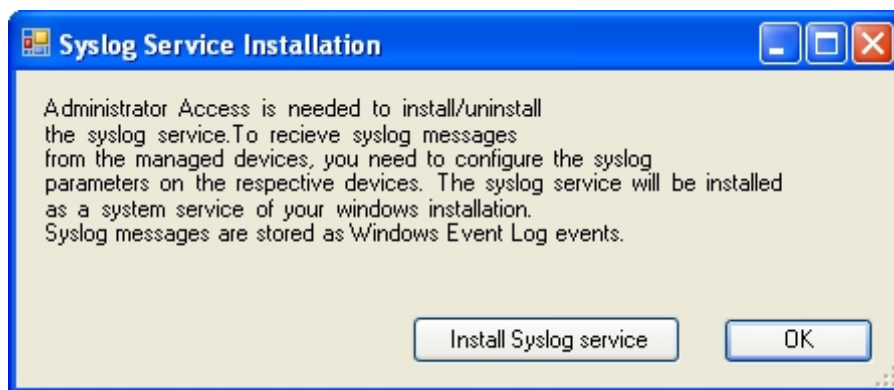 Syslog Service Installation
Administrator Access is needed to install/uninstall
the syslog service.To recieve syslog messages
from the managed devices, you need to configure the syslog
parameters on the respective devices. The syslog service will be installed
as a system service of your windows installation.
Syslog messages are stored as Windows Event Log events.
Install Syslog service
OK